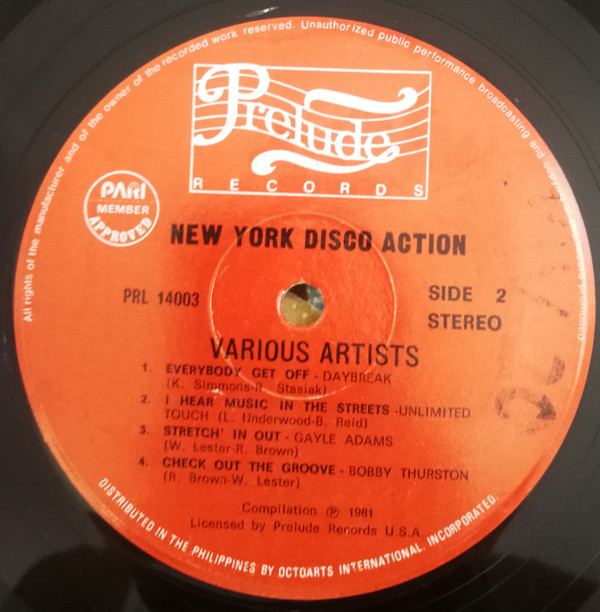 All rights of the manufacturer and of the owner of the recorded work reserved. Unauthorized public performance broadcasting and copying
Prelude
RECORDS
PARI
MEMBER
APPROVED
NEW YORK DISCO ACTION
PRL 14003
SIDE 2
STEREO
VARIOUS ARTISTS
1. EVERYBODY GET OFF - DAYBREAK
(K. Simmons-R. Stasiak)
2. I HEAR MUSIC IN THE STREETS -UNLIMITED
TOUCH (L. Underwood-B. Reid)
3. STRETCH' IN OUT - GAYLE ADAMS
(W. Lester-R. Brown)
4. CHECK OUT THE GROOVE - BOBBY THURSTON
(R. Brown-W. Lester)
Compilation ℗ 1981
Licensed by Prelude Records U.S.A.
DISTRIBUTED IN THE PHILIPPINES BY OCTOARTS INTERNATIONAL, INCORPORATED.